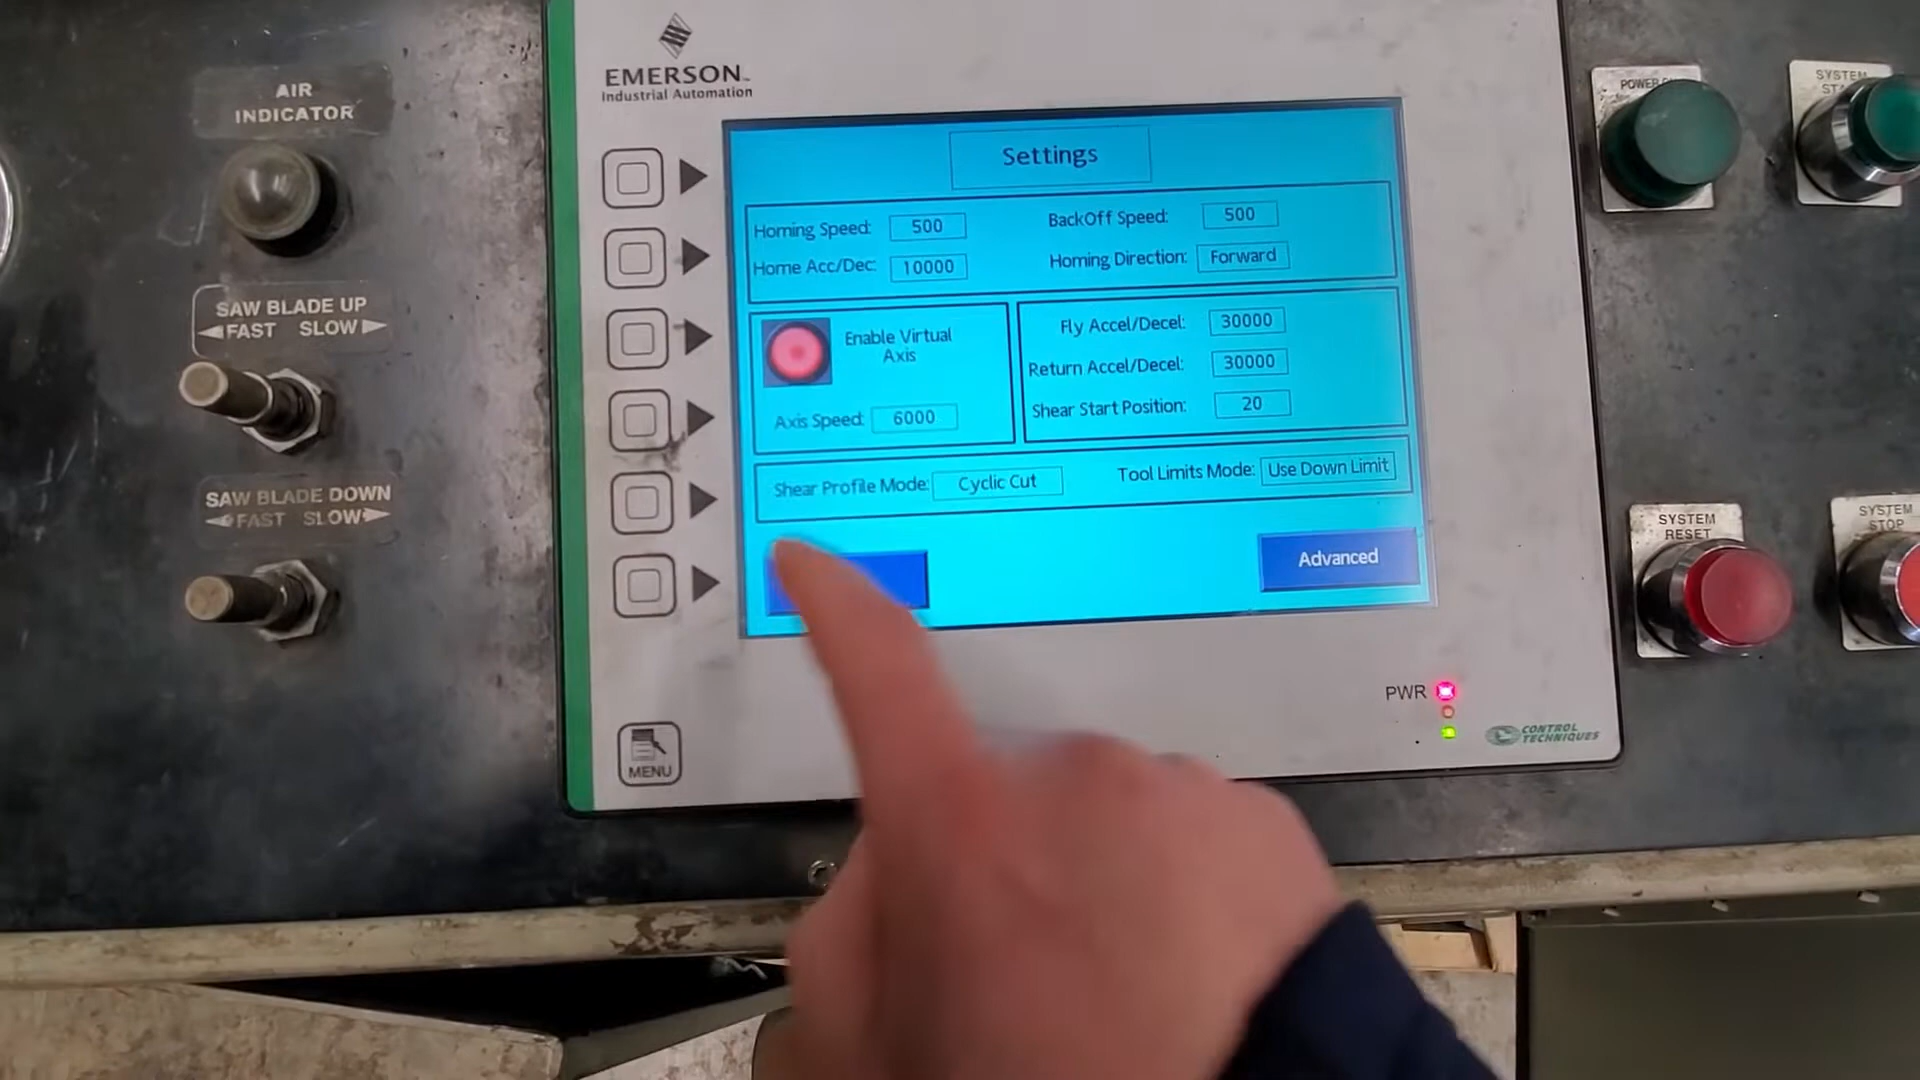 AIR
INDICATOR
SAW BLADE UP
FAST SLOW
SAW BLADE DOWN
FAST SLOW
EMERSON
Industrial Automation
Settings
Homing Speed: 500
BackOff Speed: 500
Home Acc/Dec: 10000
Homing Direction: Forward
Enable Virtual
Axis
Axis Speed: 6000
Fly Accel/Decel: 30000
Return Accel/Decel: 30000
Shear Start Position: 20
Shear Profile Mode: Cyclic Cut
Tool Limits Mode: Use Down Limit
Advanced
MENU
PWR
CONTROL
TECHNIQUES
POWER
SYSTEM
SYSTEM
RESET
SYSTEM
STOP